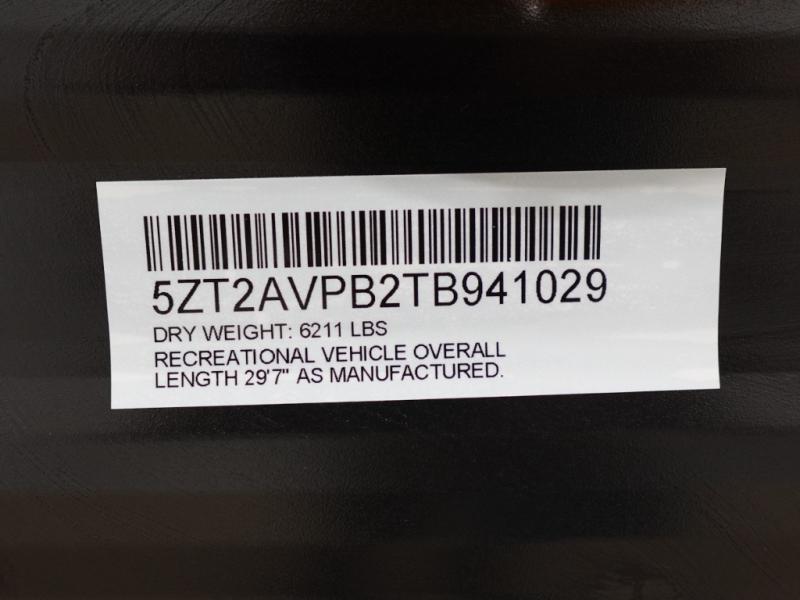 5ZT2AVPB2TB941029
DRY WEIGHT: 6211 LBS
RECREATIONAL VEHICLE OVERALL
LENGTH 29'7" AS MANUFACTURED.